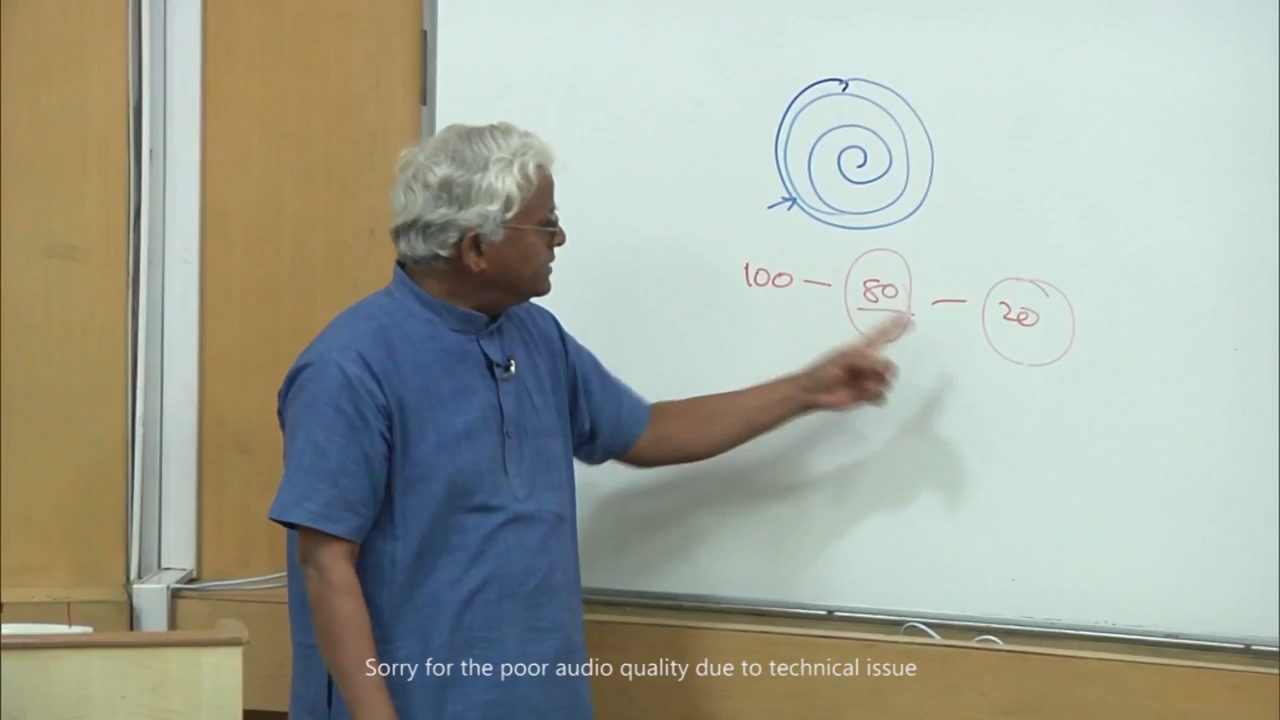 100 — 80 — 20
Sorry for the poor audio quality due to technical issue